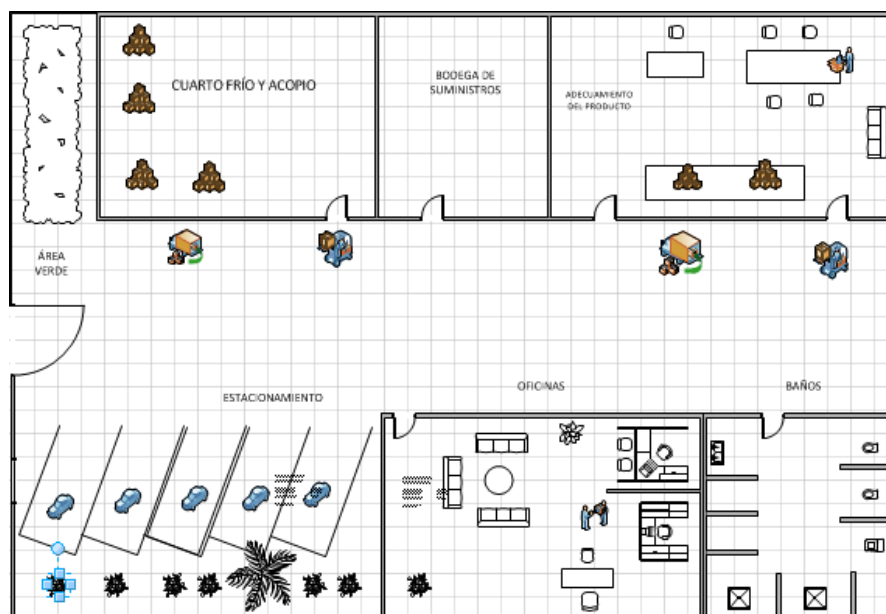 CUARTO FRÍO Y ACOPIO
BODEGA DE
SUMINISTROS
ADECUAMIENTO
DEL PRODUCTO
ÁREA
VERDE
ESTACIONAMIENTO
OFICINAS
BAÑOS